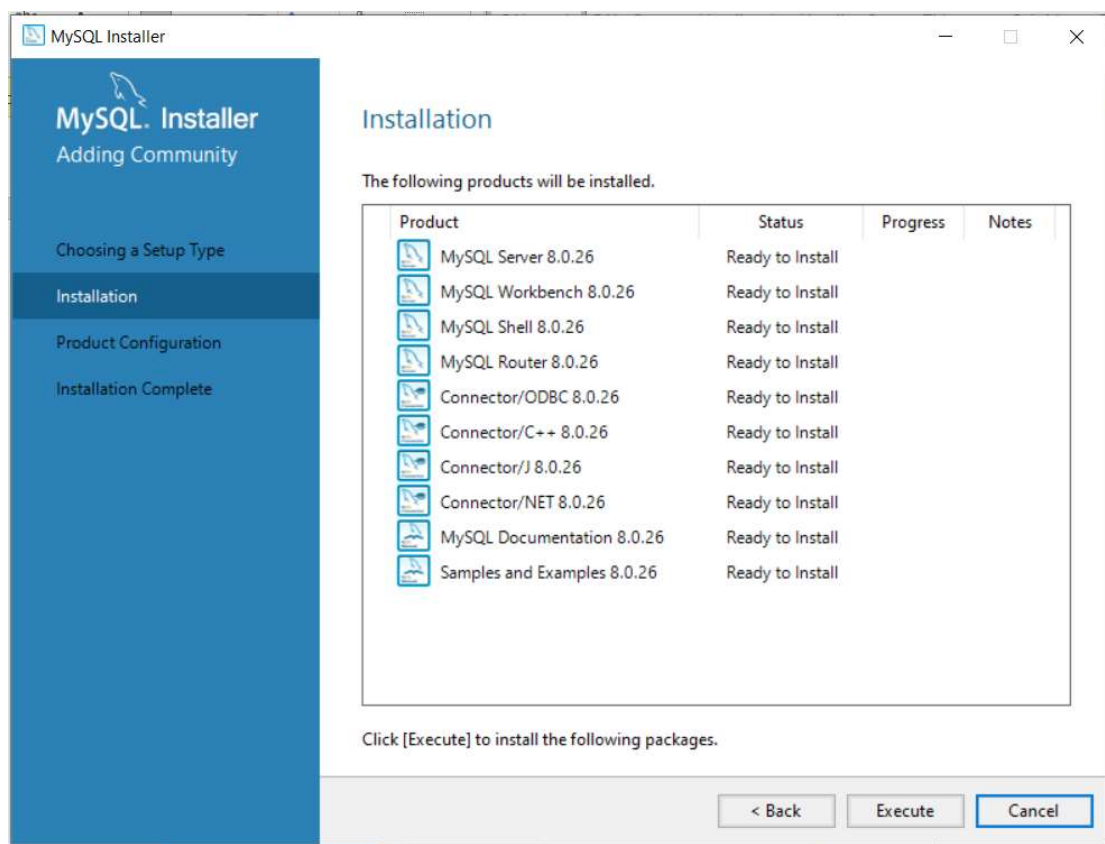 MySQL Installer
MySQL. Installer
Adding Community
Choosing a Setup Type
Installation
Product Configuration
Installation Complete
Installation
The following products will be installed.
Product Status Progress Notes
MySQL Server 8.0.26 Ready to Install
MySQL Workbench 8.0.26 Ready to Install
MySQL Shell 8.0.26 Ready to Install
MySQL Router 8.0.26 Ready to Install
Connector/ODBC 8.0.26 Ready to Install
Connector/C++ 8.0.26 Ready to Install
Connector/J 8.0.26 Ready to Install
Connector/NET 8.0.26 Ready to Install
MySQL Documentation 8.0.26 Ready to Install
Samples and Examples 8.0.26 Ready to Install
Click [Execute] to install the following packages.
< Back Execute Cancel